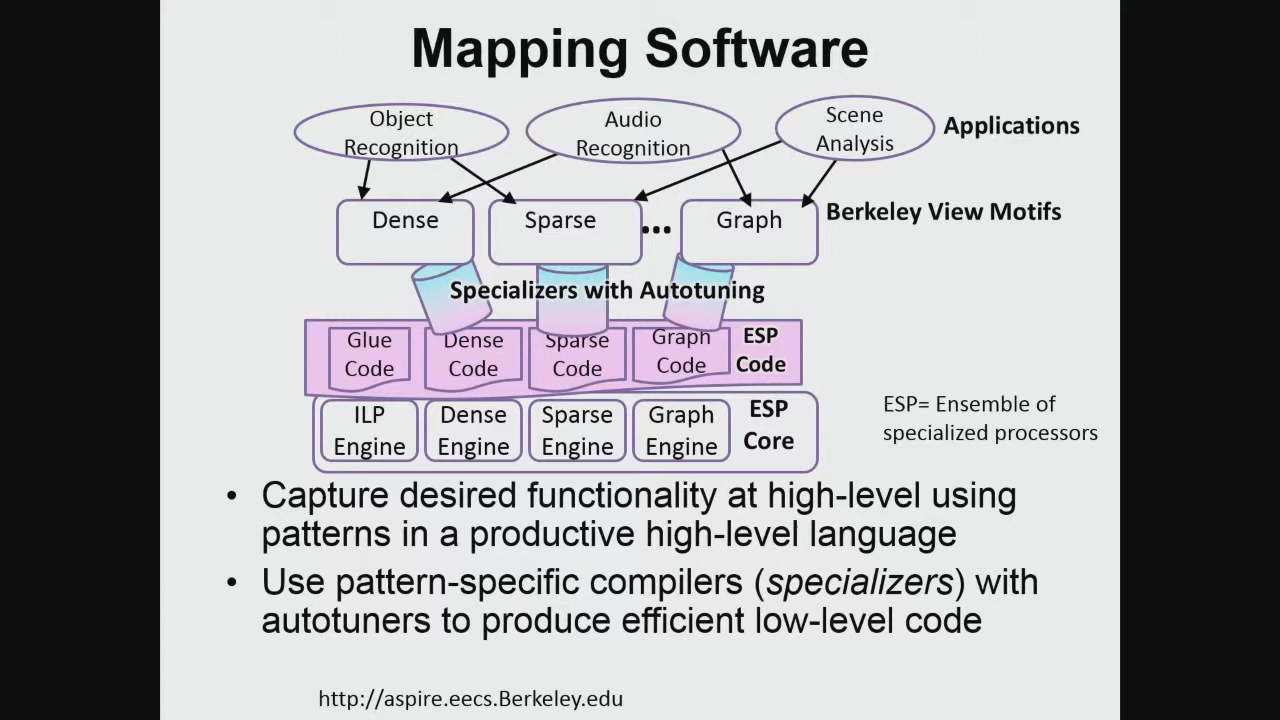 Mapping Software
Object
Recognition
Audio
Recognition
Scene
Analysis
Applications
Dense
Sparse
...
Graph
Berkeley View Motifs
Specializers with Autotuning
Glue
Code
Dense
Code
Sparse
Code
Graph
Code
ESP
Code
ILP
Engine
Dense
Engine
Sparse
Engine
Graph
Engine
ESP
Core
ESP= Ensemble of
specialized processors
• Capture desired functionality at high-level using
patterns in a productive high-level language
• Use pattern-specific compilers (specializers) with
autotuners to produce efficient low-level code
http://aspire.eecs.Berkeley.edu